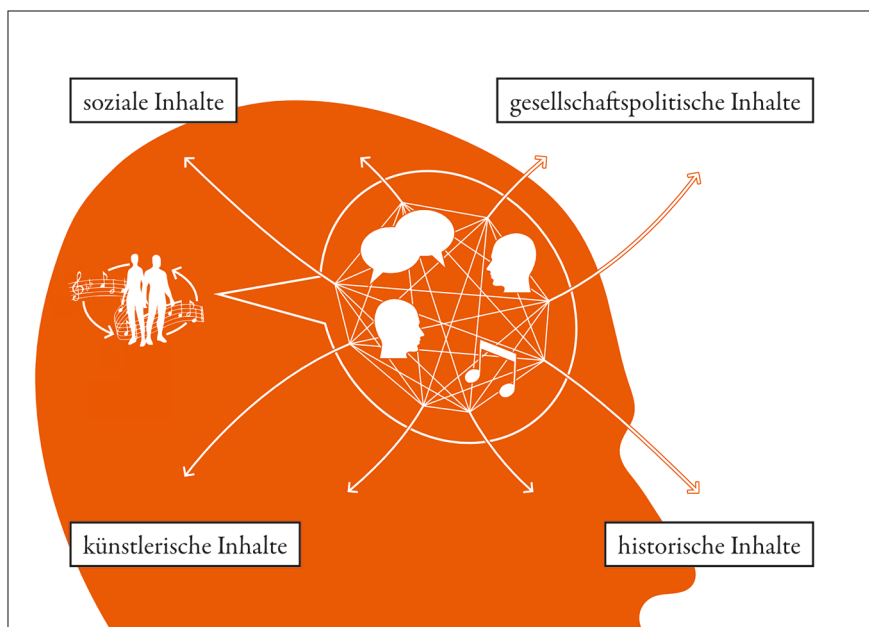 soziale Inhalte
gesellschaftspolitische Inhalte
künstlerische Inhalte
historische Inhalte